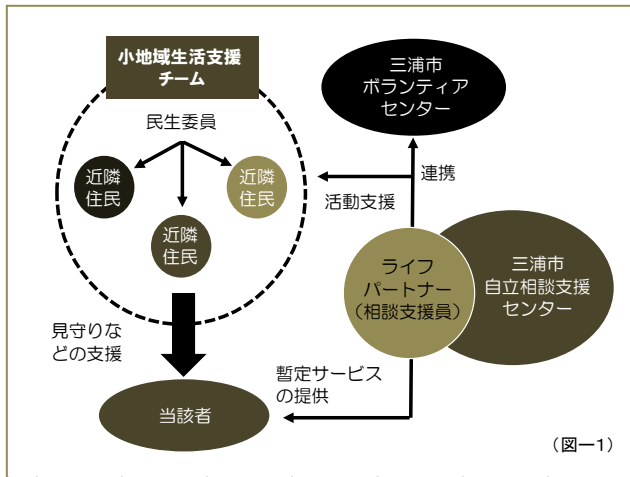 小地域生活支援
チーム
民生委員
近隣
住民
近隣
住民
近隣
住民
三浦市
ボランティア
センター
連携
活動支援
ライフ
パートナー
（相談支援員）
三浦市
自立相談支援
センター
見守りな
どの支援
暫定サービス
の提供
当該者
（図ー1）